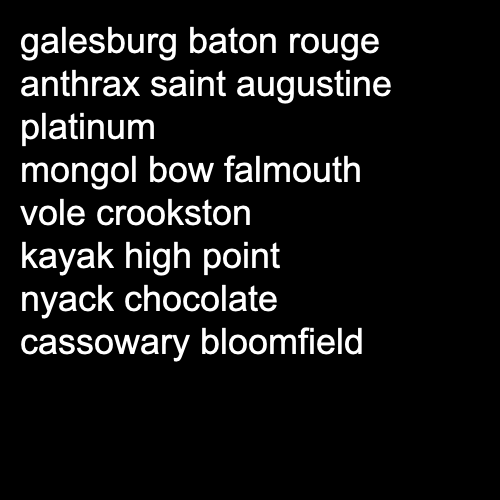 galesburg baton rouge
anthrax saint augustine
platinum
mongol bow falmouth
vole crookston
kayak high point
nyack chocolate
cassowary bloomfield